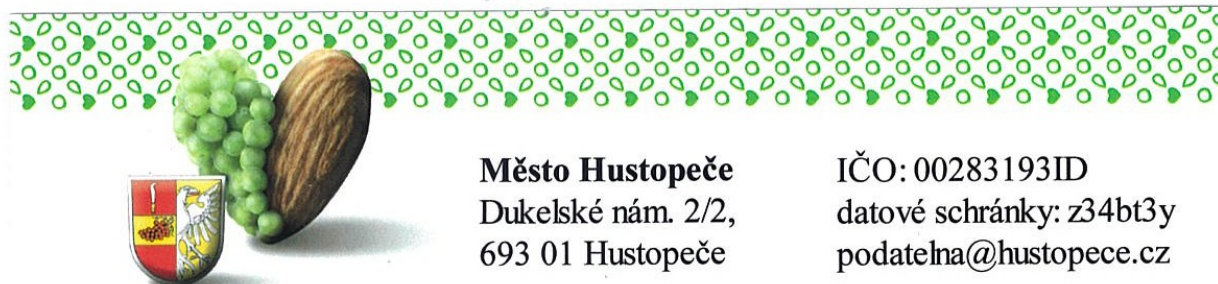 Město Hustopeče
Dukelské nám. 2/2,
693 01 Hustopeče
IČO: 00283193ID
datové schránky: z34bt3y
podatelna@hustopece.cz